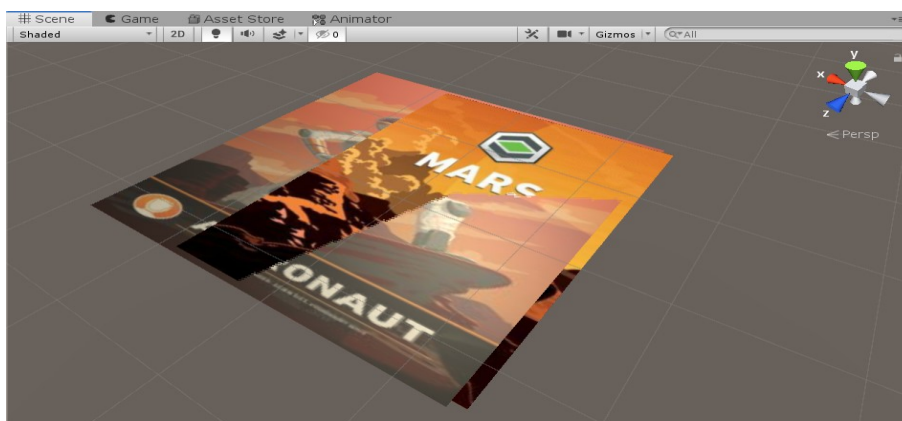 # Scene Game Asset Store Animator
Shaded 2D 0 Gizmos All
y
x
z
Persp
MARS
ONAUT